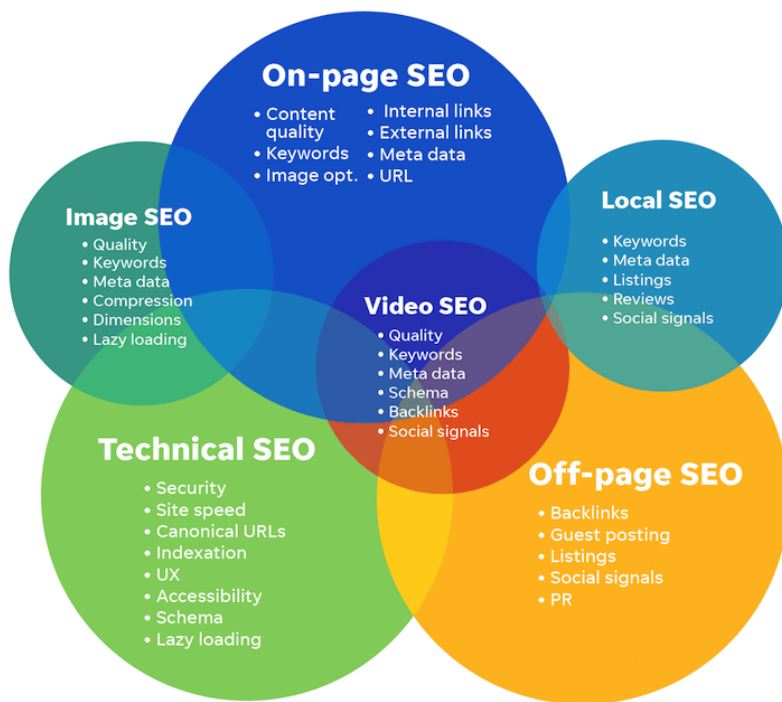 On-page SEO
• Content
quality
• Keywords
• Image opt.
• Internal links
• External links
• Meta data
• URL
Image SEO
• Quality
• Keywords
• Meta data
• Compression
• Dimensions
• Lazy loading
Local SEO
• Keywords
• Meta data
• Listings
• Reviews
• Social signals
Video SEO
• Quality
• Keywords
• Meta data
• Schema
• Backlinks
• Social signals
Technical SEO
• Security
• Site speed
• Canonical URLs
• Indexation
• UX
• Accessibility
• Schema
• Lazy loading
Off-page SEO
• Backlinks
• Guest posting
• Listings
• Social signals
• PR